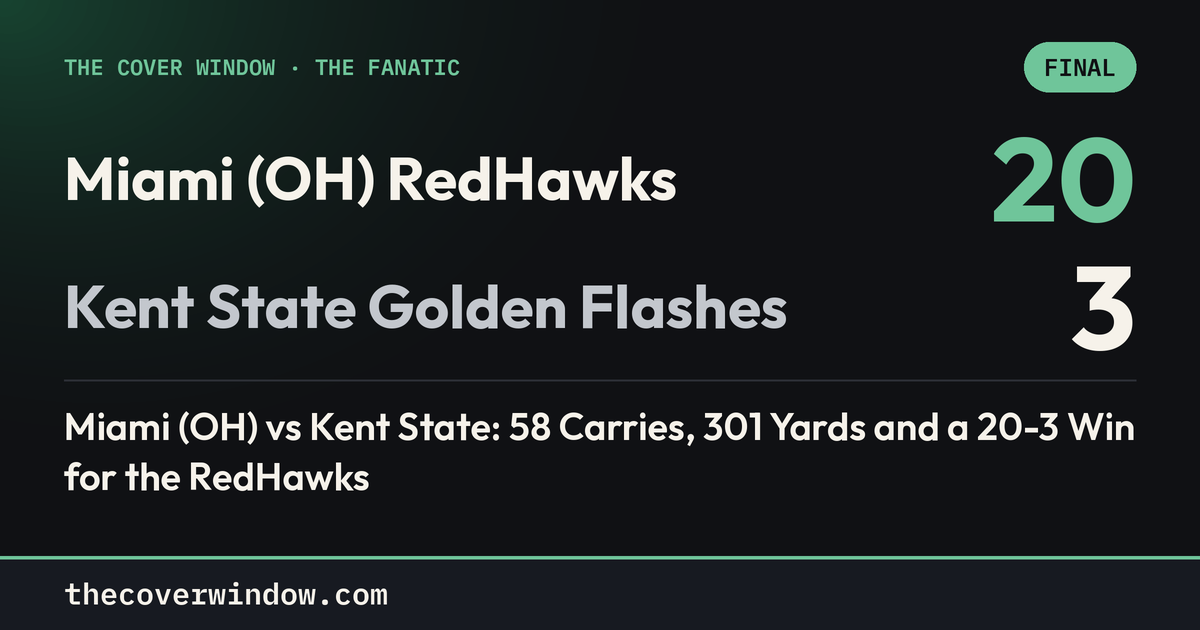 THE COVER WINDOW · THE FANATIC
FINAL
Miami (OH) RedHawks
20
Kent State Golden Flashes
3
Miami (OH) vs Kent State: 58 Carries, 301 Yards and a 20-3 Win
for the RedHawks
thecoverwindow.com